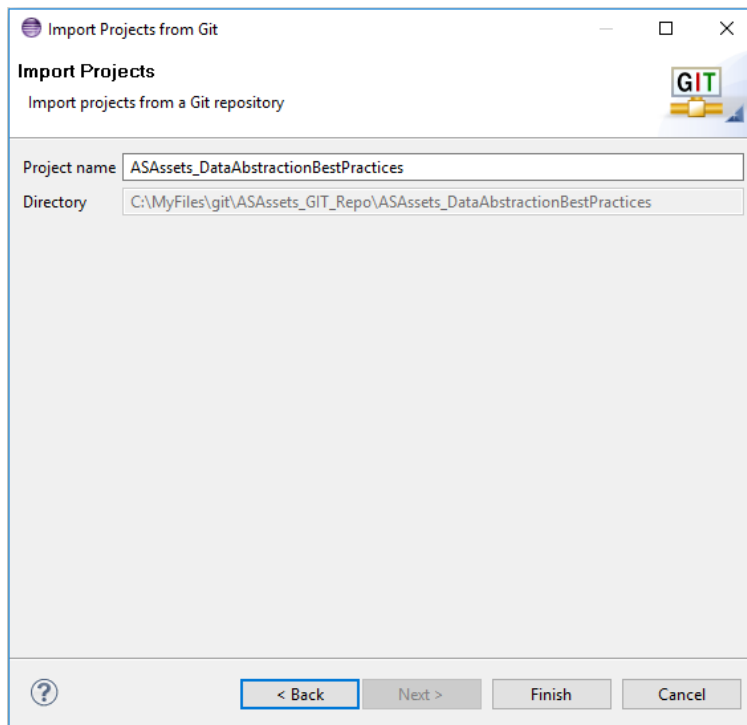 Import Projects from Git
Import Projects
Import projects from a Git repository
GIT
Project name ASAssets_DataAbstractionBestPractices
Directory C:\MyFiles\git\ASAssets_GIT_Repo\ASAssets_DataAbstractionBestPractices
? < Back Next > Finish Cancel